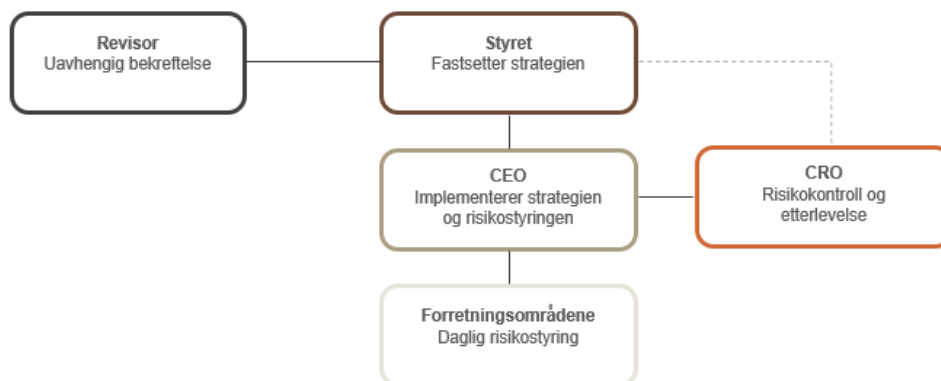 Revisor
Uavhengig bekreftelse
Styret
Fastsetter strategien
CEO
Implementerer strategien
og risikostyringen
CRO
Risikokontroll og
etterlevelse
Forretningsområdene
Daglig risikostyring